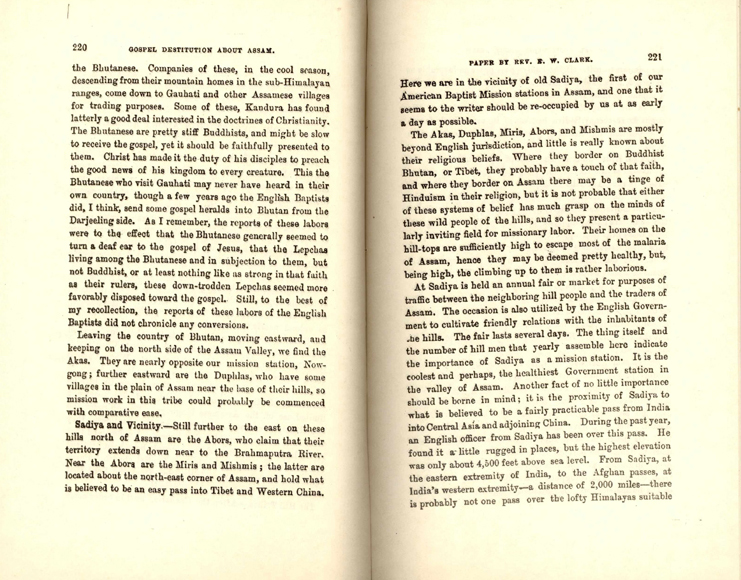 220 GOSPEL DESTITUTION ABOUT ASSAM.
the Bhutanese. Companies of these, in the cool season,
descending from their mountain homes in the sub-Himalayan
ranges, come down to Gauhati and other Assamese villages
for trading purposes. Some of these, Kandura has found
latterly a good deal interested in the doctrines of Christianity.
The Bhutanese are pretty stiff Buddhists, and might be slow
to receive the gospel, yet it should be faithfully presented to
them. Christ has made it the duty of his disciples to preach
the good news of his kingdom to every creature. This the
Bhutanese who visit Gauhati may never have heard in their
own country, though a few years ago the English Baptists
did, I think, send some gospel heralds into Bhutan from the
Darjeeling side. As I remember, the reports of these labors
were to the effect that the Bhutanese generally seemed to
turn a deaf ear to the gospel of Jesus, that the Lepchas
living among the Bhutanese and in subjection to them, but
not Buddhist, or at least nothing like as strong in that faith
as their rulers, these down-trodden Lepchas seemed more
favorably disposed toward the gospel. Still, to the best of
my recollection, the reports of these labors of the English
Baptists did not chronicle any conversions.
Leaving the country of Bhutan, moving eastward, and
keeping on the north side of the Assam Valley, we find the
Akas. They are nearly opposite our mission station, Now-
gong; further eastward are the Duphlas, who have some
villages in the plain of Assam near the base of their hills, so
mission work in this tribe could probably be commenced
with comparative ease.
Sadiya and Vicinity.—Still further to the east on these
hills north of Assam are the Abors, who claim that their
territory extends down near to the Brahmaputra River.
Near the Abors are the Miris and Mishmis; the latter are
located about the north-east corner of Assam, and hold what
is believed to be an easy pass into Tibet and Western China.
PAPER BY REV. E. W. CLARK. 221
Here we are in the vicinity of old Sadiya, the first of our
American Baptist Mission stations in Assam, and one that it
seems to the writer should be re-occupied by us at as early
a day as possible.
The Akas, Duphlas, Miris, Abors, and Mishmis are mostly
beyond English jurisdiction, and little is really known about
their religious beliefs. Where they border on Buddhist
Bhutan, or Tibet, they probably have a touch of that faith,
and where they border on Assam there may be a tinge of
Hinduism in their religion, but it is not probable that either
of these systems of belief has much grasp on the minds of
these wild people of the hills, and so they present a particu-
larly inviting field for missionary labor. Their homes on the
hill-tops are sufficiently high to escape most of the malaria
of Assam, hence they may be deemed pretty healthy, but,
being high, the climbing up to them is rather laborious.
At Sadiya is held an annual fair or market for purposes of
traffic between the neighboring hill people and the traders of
Assam. The occasion is also utilized by the English Govern-
ment to cultivate friendly relations with the inhabitants of
the hills. The fair lasts several days. The thing itself and
the number of hill men that yearly assemble here indicate
the importance of Sadiya as a mission station. It is the
coolest and perhaps, the healthiest Government station in
the valley of Assam. Another fact of no little importance
should be borne in mind; it is the proximity of Sadiya to
what is believed to be a fairly practicable pass from India
into Central Asia and adjoining China. During the past year,
an English officer from Sadiya has been over this pass. He
found it a little rugged in places, but the highest elevation
was only about 4,500 feet above sea level. From Sadiya, at
the eastern extremity of India, to the Afghan passes, at
India's western extremity—a distance of 2,000 miles—there
is probably not one pass over the lofty Himalayas suitable